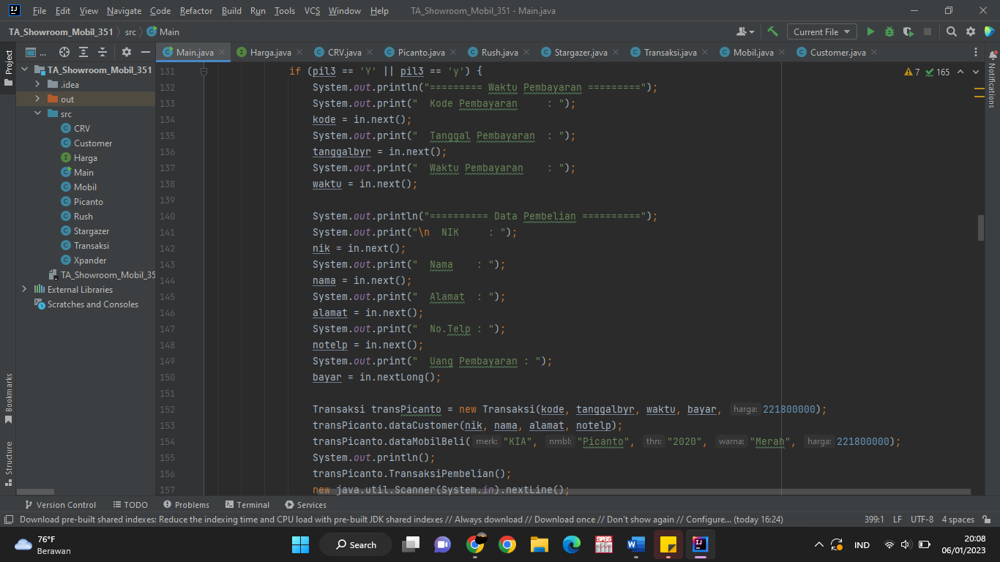 File Edit View Navigate Code Refactor Build Run Tools VCS Window Help TA_Showroom_Mobil_351 - Main.java
TA_Showroom_Mobil_351 src Main Current File
Project ... Main.java Harga.java CRV.java Picanto.java Rush.java Stargazer.java Transaksi.java Mobil.java Customer.java
Notifications
7 165
TA_Showroom_Mobil_351
.idea
out
src
CRV
Customer
Harga
Main
Mobil
Picanto
Rush
Stargazer
Transaksi
Xpander
TA_Showroom_Mobil_35
External Libraries
Scratches and Consoles
Bookmarks
Structure
131 if (pil3 == 'Y' || pil3 == 'y') {
132 System.out.println("========= Waktu Pembayaran =========");
133 System.out.print("  Kode Pembayaran     : ");
134 kode = in.next();
135 System.out.print("  Tanggal Pembayaran  : ");
136 tanggalbyr = in.next();
137 System.out.print("  Waktu Pembayaran    : ");
138 waktu = in.next();
139
140 System.out.println("========== Data Pembelian ==========");
141 System.out.print("\n  NIK     : ");
142 nik = in.next();
143 System.out.print("  Nama    : ");
144 nama = in.next();
145 System.out.print("  Alamat  : ");
146 alamat = in.next();
147 System.out.print("  No.Telp : ");
148 notelp = in.next();
149 System.out.print("  Uang Pembayaran : ");
150 bayar = in.nextLong();
151
152 Transaksi transPicanto = new Transaksi(kode, tanggalbyr, waktu, bayar, harga: 221800000);
153 transPicanto.dataCustomer(nik, nama, alamat, notelp);
154 transPicanto.dataMobilBeli( merk: "KIA", nmbl: "Picanto", thn: "2020", warna: "Merah", harga: 221800000);
155 System.out.println();
156 transPicanto.TransaksiPembelian();
157 new java.util.Scanner(System.in).nextLine();
Version Control TODO Problems Terminal Services
Download pre-built shared indexes: Reduce the indexing time and CPU load with pre-built JDK shared indexes // Always download // Download once // Don't show again // Configure... (today 16:24) 399:1 LF UTF-8 4 spaces
76°F
Berawan
Search
SPSS
IND
20:08
06/01/2023